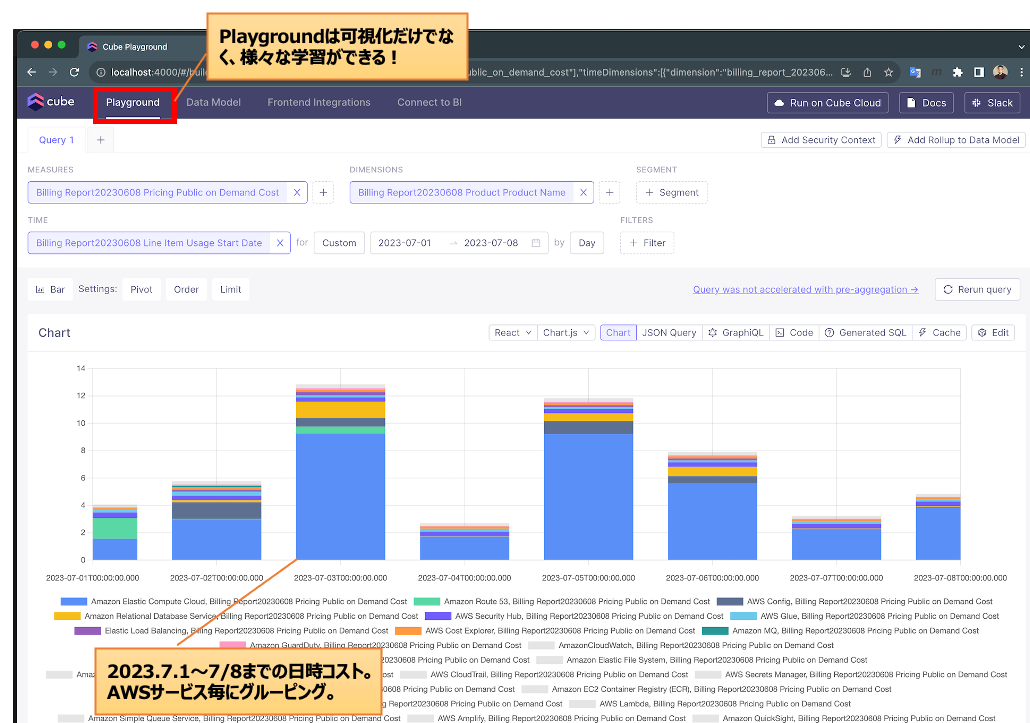 Playgroundは可視化だけでな
く、様々な学習ができる！
Cube Playground
localhost:4000/#/buil
ublic_on_demand_cost"],"timeDimensions":[{"dimension":"billing_report_202306...
cube
Playground
Data Model
Frontend Integrations
Connect to BI
Run on Cube Cloud
Docs
Slack
Query 1
+
Add Security Context
Add Rollup to Data Model
MEASURES
DIMENSIONS
SEGMENT
Billing Report20230608 Pricing Public on Demand Cost
X
+
Billing Report20230608 Product Product Name
X
+
+ Segment
TIME
FILTERS
Billing Report20230608 Line Item Usage Start Date
X
for
Custom
2023-07-01
→
2023-07-08
by
Day
+ Filter
Bar
Settings:
Pivot
Order
Limit
Query was not accelerated with pre-aggregation →
Rerun query
Chart
React
Chart.js
Chart
JSON Query
GraphiQL
Code
Generated SQL
Cache
Edit
14
12
10
8
6
4
2
0
2023-07-01T00:00:00.000
2023-07-02T00:00:00.000
2023-07-03T00:00:00.000
2023-07-04T00:00:00.000
2023-07-05T00:00:00.000
2023-07-06T00:00:00.000
2023-07-07T00:00:00.000
2023-07-08T00:00:00.000
Amazon Elastic Compute Cloud, Billing Report20230608 Pricing Public on Demand Cost
Amazon Route 53, Billing Report20230608 Pricing Public on Demand Cost
AWS Config, Billing Report20230608 Pricing Public on Demand Cost
Amazon Relational Database Service, Billing Report20230608 Pricing Public on Demand Cost
AWS Security Hub, Billing Report20230608 Pricing Public on Demand Cost
AWS Glue, Billing Report20230608 Pricing Public on Demand Cost
Elastic Load Balancing, Billing Report20230608 Pricing Public on Demand Cost
AWS Cost Explorer, Billing Report20230608 Pricing Public on Demand Cost
Amazon MQ, Billing Report20230608 Pricing Public on Demand Cost
Amazon GuardDuty, Billing Report20230608 Pricing Public on Demand Cost
AmazonCloudWatch, Billing Report20230608 Pricing Public on Demand Cost
0608 Pricing Public on Demand Cost
Amazon Elastic File System, Billing Report20230608 Pricing Public on Demand Cost
Amaz
ost
AWS CloudTrail, Billing Report20230608 Pricing Public on Demand Cost
AWS Secrets Manager, Billing Report20230608 Pricing Public on Demand Cost
608 Pricing Public on Demand Cost
Amazon EC2 Container Registry (ECR), Billing Report20230608 Pricing Public on Demand Cost
g Report20230608 Pricing Public on Demand Cost
AWS Lambda, Billing Report20230608 Pricing Public on Demand Cost
Amazon Simple Queue Service, Billing Report20230608 Pricing Public on Demand Cost
AWS Amplify, Billing Report20230608 Pricing Public on Demand Cost
Amazon QuickSight, Billing Report20230608 Pricing Public on Demand Cost
2023.7.1〜7/8までの日時コスト。
AWSサービス毎にグルーピング。